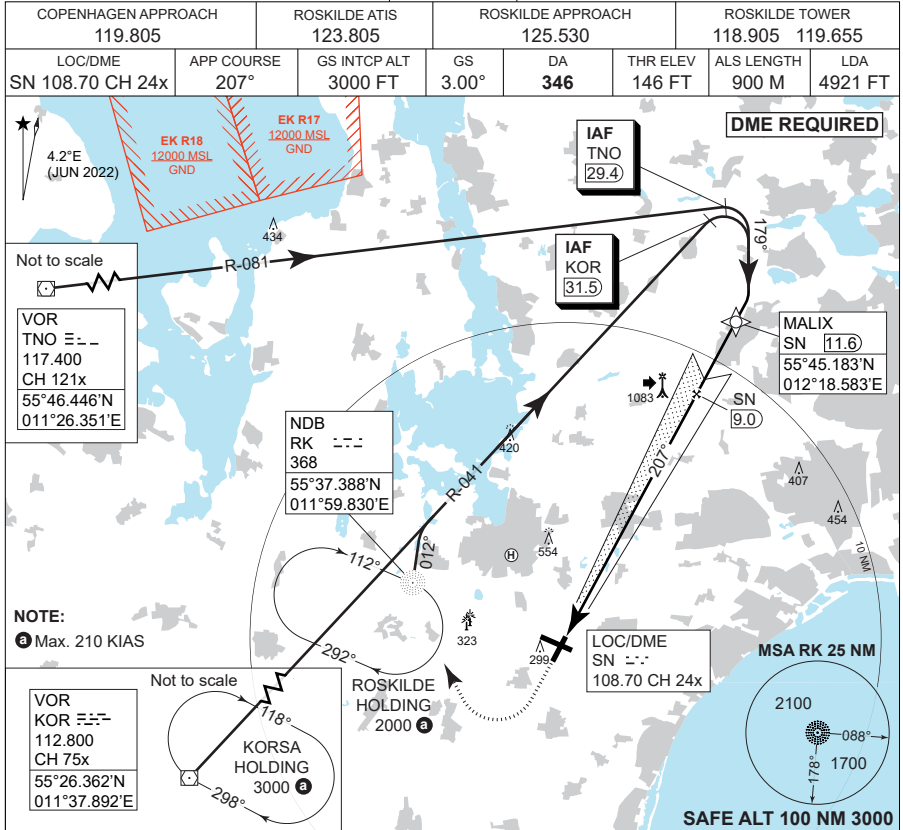 COPENHAGEN APPROACH
119.805
ROSKILDE ATIS
123.805
ROSKILDE APPROACH
125.530
ROSKILDE TOWER
118.905 119.655
LOC/DME
SN 108.70 CH 24x
APP COURSE
207°
GS INTCP ALT
3000 FT
GS
3.00°
DA
346
THR ELEV
146 FT
ALS LENGTH
900 M
LDA
4921 FT
DME REQUIRED
4.2°E
(JUN 2022)
EK R18
12000 MSL
GND
EK R17
12000 MSL
GND
434
IAF
TNO
29.4
IAF
KOR
31.5
179°
R-081
Not to scale
VOR
TNO
117.400
CH 121x
55°46.446'N
011°26.351'E
MALIX
SN 11.6
55°45.183'N
012°18.583'E
1083
SN
9.0
NDB
RK
368
55°37.388'N
011°59.830'E
420
R-041
207°
407
454
10 NM
012°
554
H
112°
292°
323
299
NOTE:
a Max. 210 KIAS
ROSKILDE
HOLDING
2000 a
LOC/DME
SN
108.70 CH 24x
Not to scale
VOR
KOR
112.800
CH 75x
55°26.362'N
011°37.892'E
118°
KORSA
HOLDING
3000 a
298°
MSA RK 25 NM
2100
088°
178°
1700
SAFE ALT 100 NM 3000